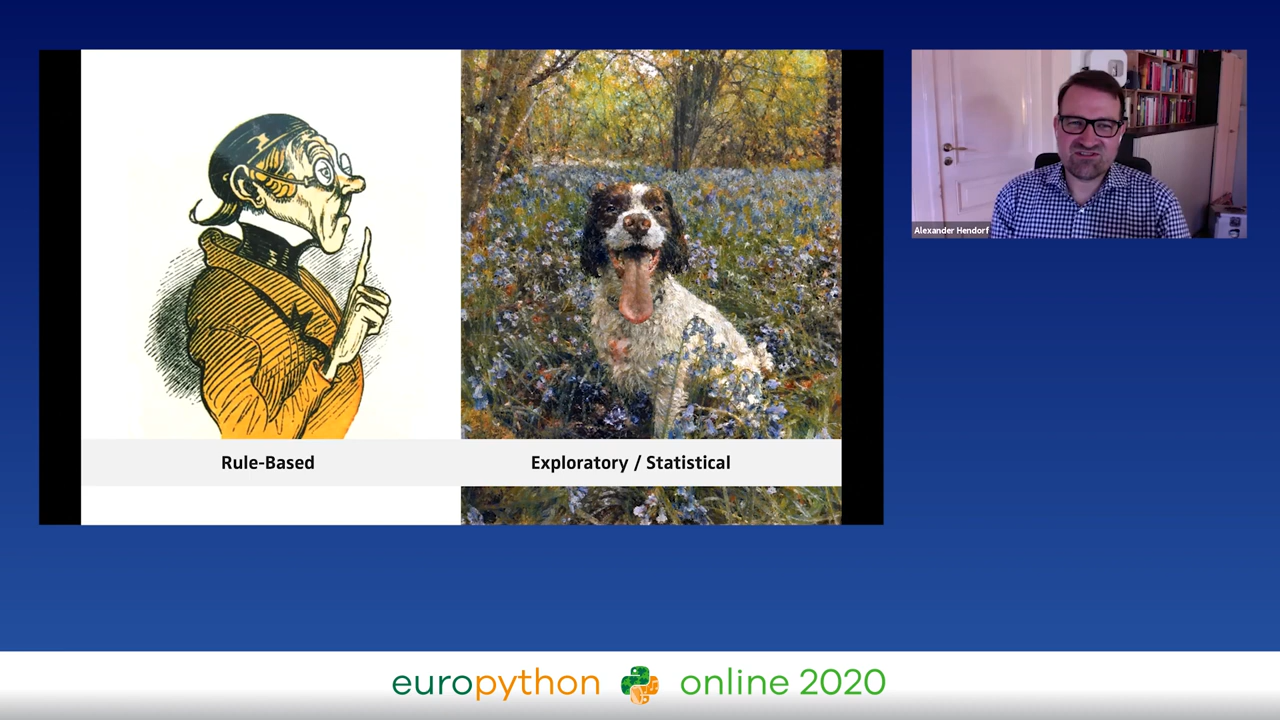 Rule-Based
Exploratory / Statistical
Alexander Hendorf
europython online 2020